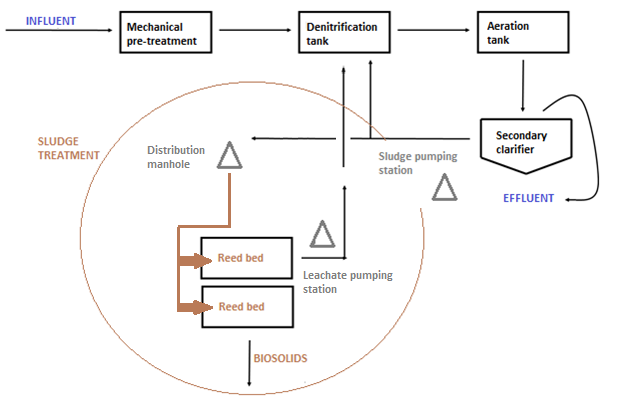 INFLUENT
Mechanical
pre-treatment
Denitrification
tank
Aeration
tank
SLUDGE
TREATMENT
Distribution
manhole
Sludge pumping
station
Secondary
clarifier
EFFLUENT
Reed bed
Leachate pumping
station
Reed bed
BIOSOLIDS